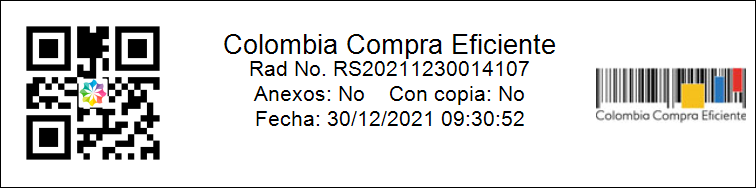 Colombia Compra Eficiente
Rad No. RS20211230014107
Anexos: No    Con copia: No
Fecha: 30/12/2021 09:30:52
Colombia Compra Eficiente